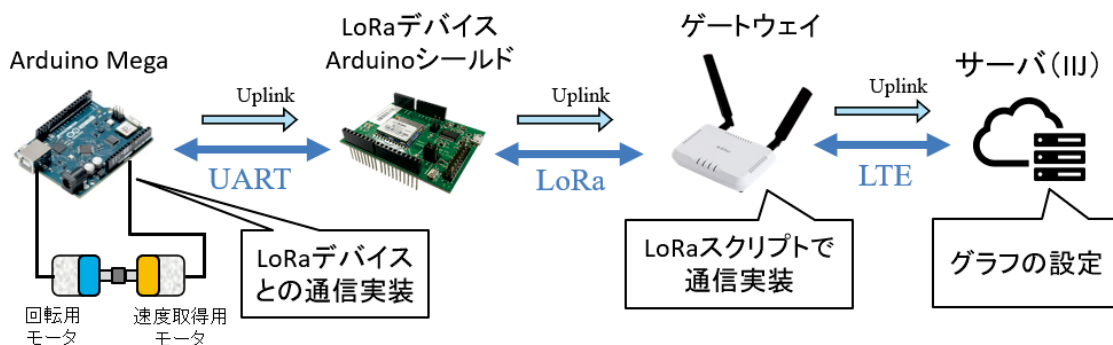 Arduino Mega
LoRaデバイス
Arduinoシールド
ゲートウェイ
サーバ(IIJ)
Uplink
Uplink
Uplink
UART
LoRa
LTE
LoRaデバイス
との通信実装
LoRaスクリプトで
通信実装
グラフの設定
回転用
モータ
速度取得用
モータ